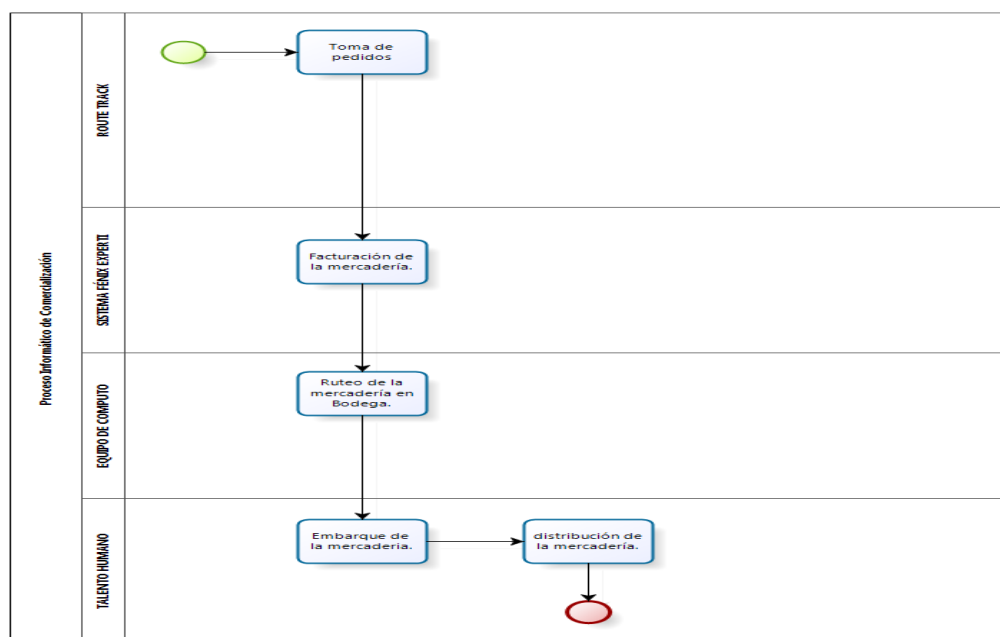 Proceso Informático de Comercialización
ROUTE TRACK
Toma de
pedidos
SISTEMA FÉNIX EXPERTI
Facturación de
la mercadería.
EQUIPO DE COMPUTO
Ruteo de la
mercadería en
Bodega.
TALENTO HUMANO
Embarque de
la mercaderia.
distribución de
la mercadería.